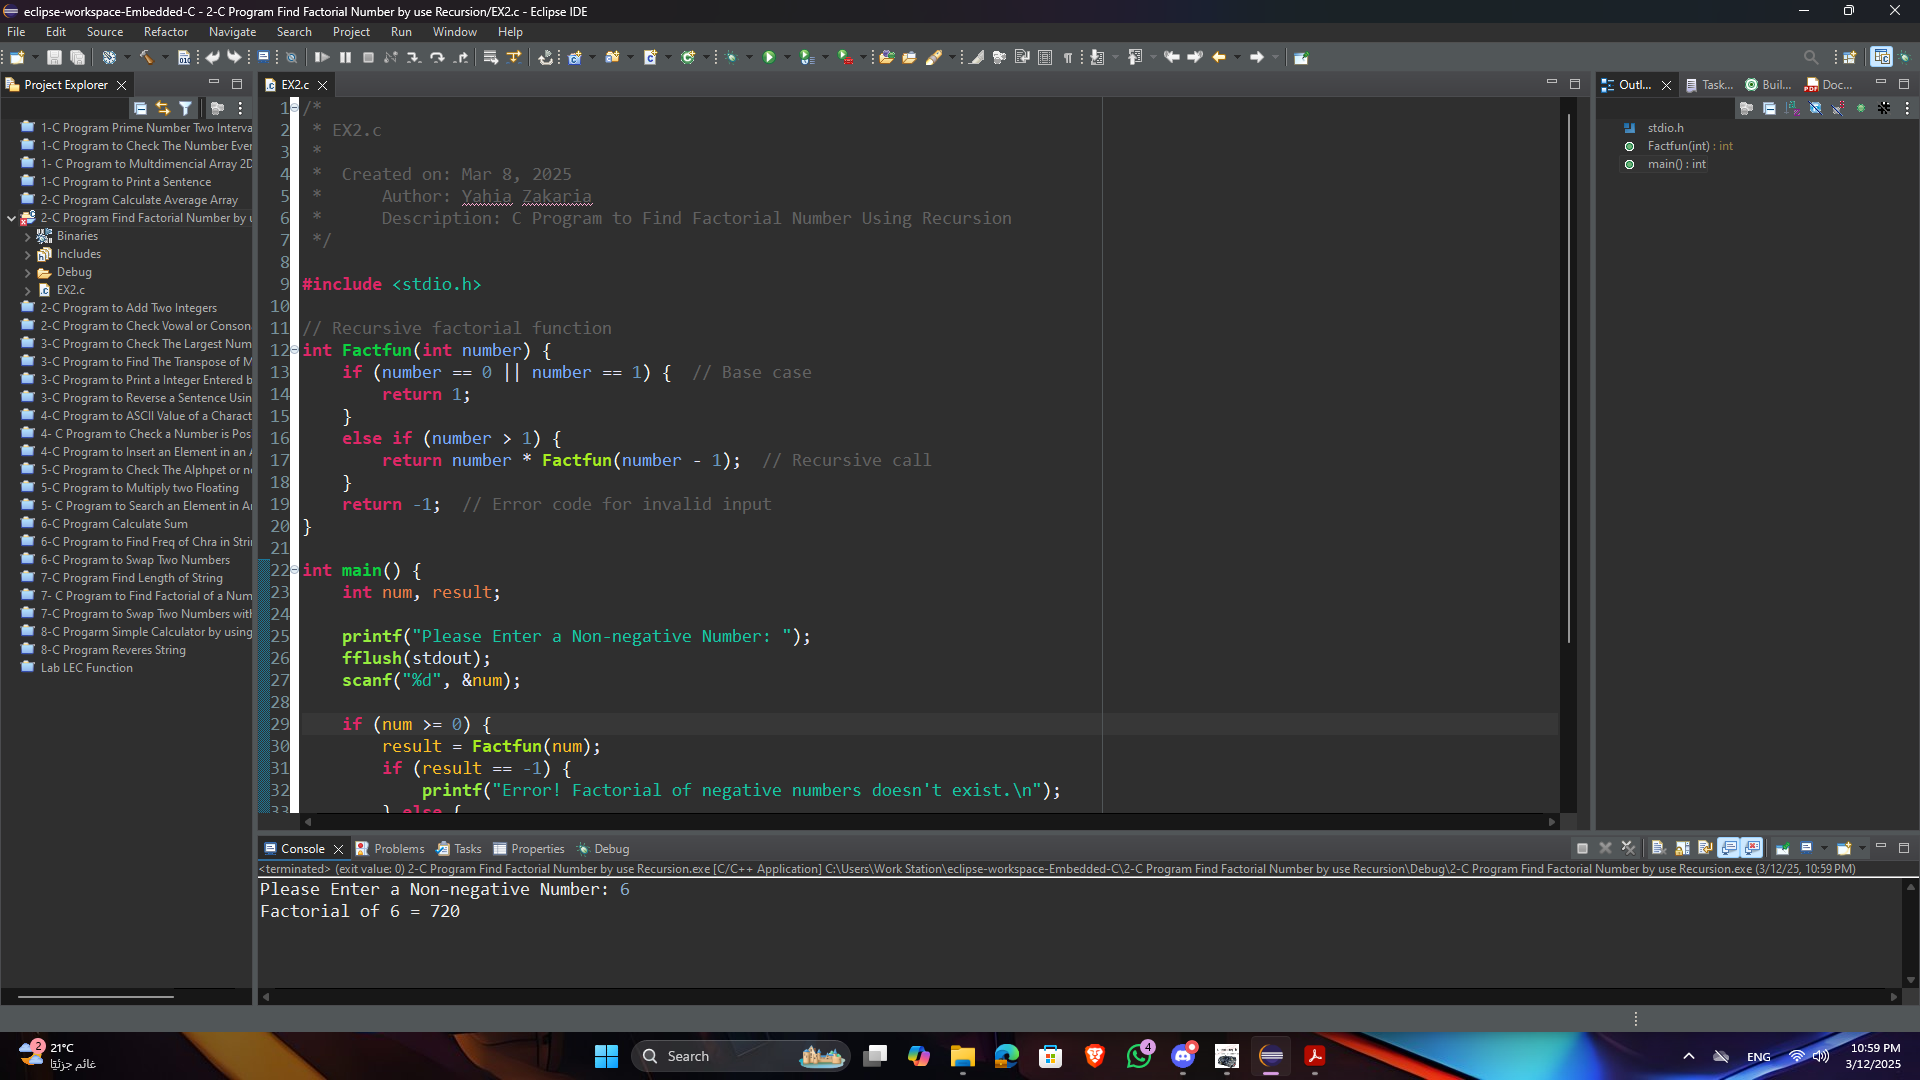 eclipse-workspace-Embedded-C - 2-C Program Find Factorial Number by use Recursion/EX2.c - Eclipse IDE
File Edit Source Refactor Navigate Search Project Run Window Help
Project Explorer
1-C Program Prime Number Two Interva
1-C Program to Check The Number Ever
1- C Program to Multdimencial Array 2D
1-C Program to Print a Sentence
2-C Program Calculate Average Array
2-C Program Find Factorial Number by u
Binaries
Includes
Debug
EX2.c
2-C Program to Add Two Integers
2-C Program to Check Vowal or Conson
3-C Program to Check The Largest Num
3-C Program to Find The Transpose of M
3-C Program to Print a Integer Entered b
3-C Program to Reverse a Sentence Usin
4-C Program to ASCII Value of a Charact
4- C Program to Check a Number is Pos
4-C Program to Insert an Element in an A
5-C Program to Check The Alphpet or no
5-C Program to Multiply two Floating
5- C Program to Search an Element in Ar
6-C Program Calculate Sum
6-C Program to Find Freq of Chra in Strin
6-C Program to Swap Two Numbers
7-C Program Find Length of String
7- C Program to Find Factorial of a Num
7-C Program to Swap Two Numbers with
8-C Progarm Simple Calculator by using
8-C Program Reveres String
Lab LEC Function
EX2.c
1 /*
2  * EX2.c
3  *
4  *  Created on: Mar 8, 2025
5  *      Author: Yahia Zakaria
6  *      Description: C Program to Find Factorial Number Using Recursion
7  */
8
9 #include <stdio.h>
10
11 // Recursive factorial function
12 int Factfun(int number) {
13     if (number == 0 || number == 1) {  // Base case
14         return 1;
15     }
16     else if (number > 1) {
17         return number * Factfun(number - 1);  // Recursive call
18     }
19     return -1;  // Error code for invalid input
20 }
21
22 int main() {
23     int num, result;
24
25     printf("Please Enter a Non-negative Number: ");
26     fflush(stdout);
27     scanf("%d", &num);
28
29     if (num >= 0) {
30         result = Factfun(num);
31         if (result == -1) {
32             printf("Error! Factorial of negative numbers doesn't exist.\n");
33         } else {
Outl... Task... Buil... Doc...
stdio.h
Factfun(int) : int
main() : int
Console Problems Tasks Properties Debug
<terminated> (exit value: 0) 2-C Program Find Factorial Number by use Recursion.exe [C/C++ Application] C:\Users\Work Station\eclipse-workspace-Embedded-C\2-C Program Find Factorial Number by use Recursion\Debug\2-C Program Find Factorial Number by use Recursion.exe (3/12/25, 10:59 PM)
Please Enter a Non-negative Number: 6
Factorial of 6 = 720
2
21°C
غائم جزئيًا
Search
4
ENG
10:59 PM
3/12/2025